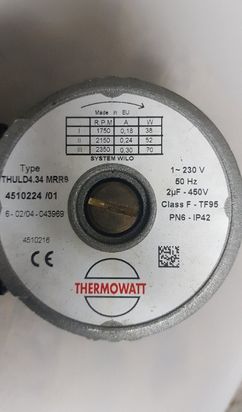 Made in EU
R.P.M A W
I 1750 0,18 38
II 2150 0,24 52
III 2350 0,30 70
SYSTEM WILO
Type
THULD4.34 MRR9
4510224 /01
6- 02/04 -043969
4510216
CE
1~ 230 V
50 Hz
2µF - 450V
Class F - TF95
PN6 - IP42
THERMOWATT